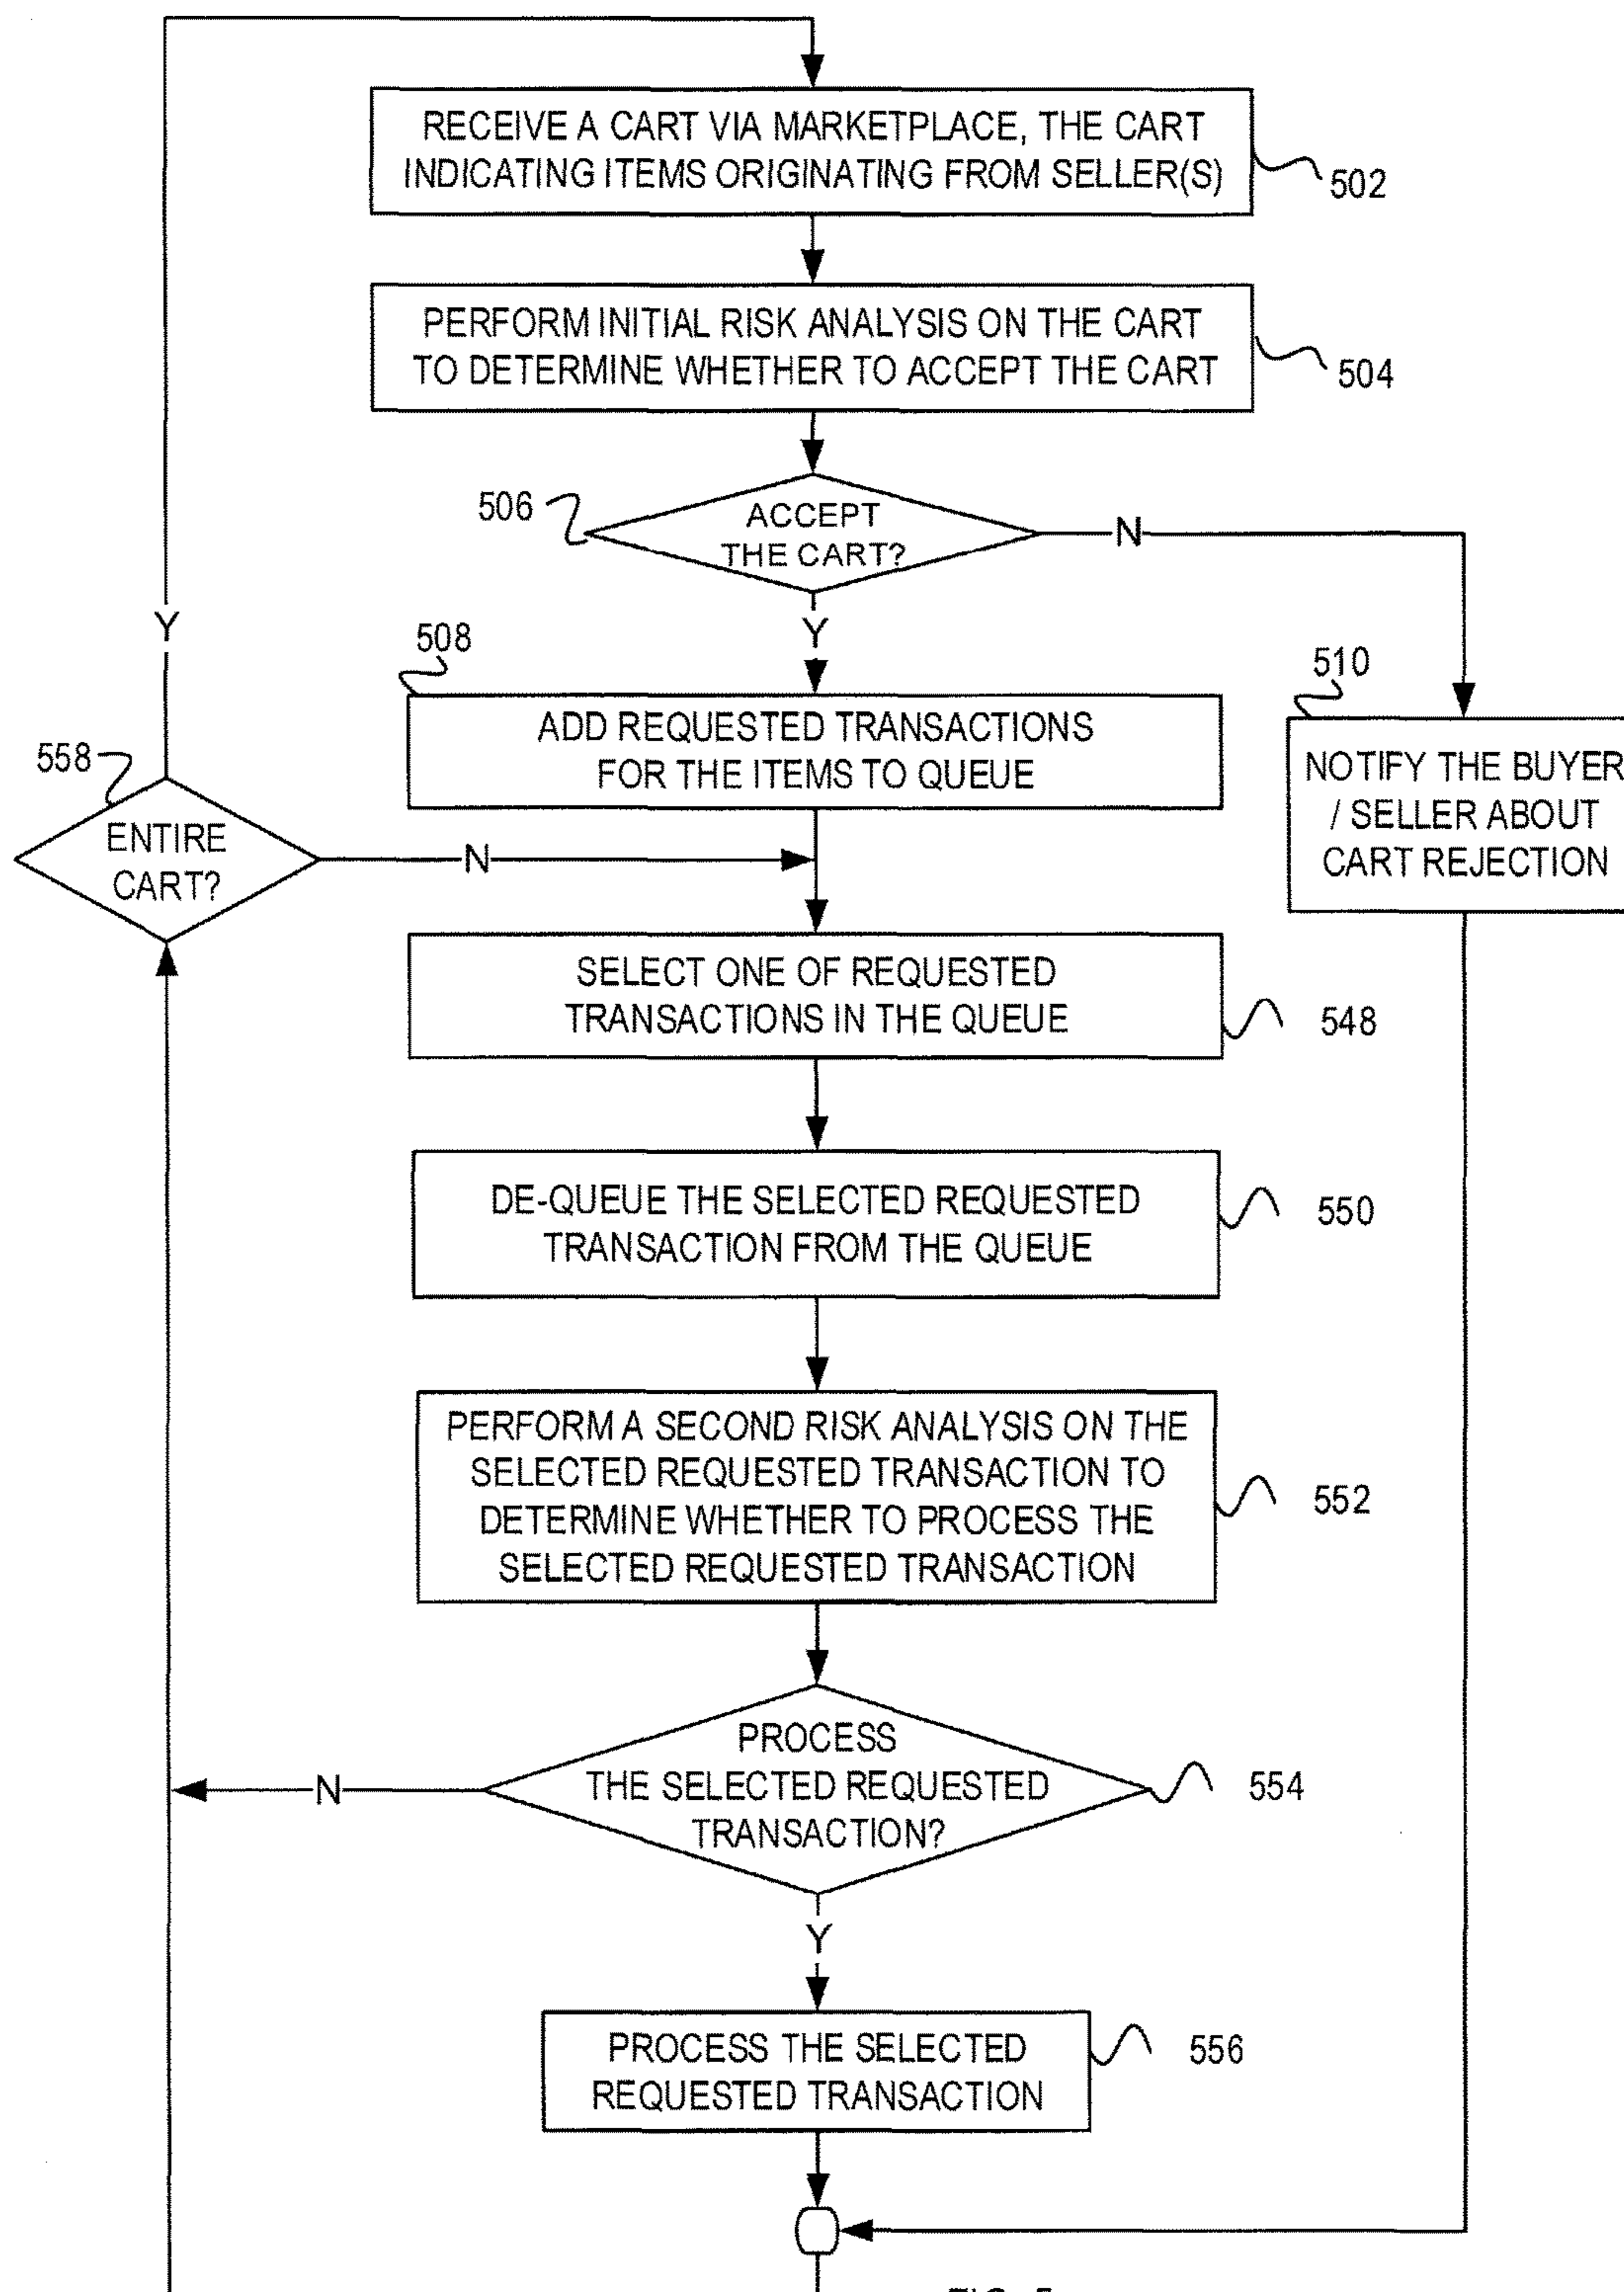 RECEIVE A CART VIA MARKETPLACE, THE CART
INDICATING ITEMS ORIGINATING FROM SELLER(S)
502
PERFORM INITIAL RISK ANALYSIS ON THE CART
TO DETERMINE WHETHER TO ACCEPT THE CART
504
506
ACCEPT
THE CART?
N
Y
Y
508
510
ADD REQUESTED TRANSACTIONS
FOR THE ITEMS TO QUEUE
NOTIFY THE BUYER
/ SELLER ABOUT
CART REJECTION
558
ENTIRE
CART?
N
SELECT ONE OF REQUESTED
TRANSACTIONS IN THE QUEUE
548
DE-QUEUE THE SELECTED REQUESTED
TRANSACTION FROM THE QUEUE
550
PERFORM A SECOND RISK ANALYSIS ON THE
SELECTED REQUESTED TRANSACTION TO
DETERMINE WHETHER TO PROCESS THE
SELECTED REQUESTED TRANSACTION
552
PROCESS
THE SELECTED REQUESTED
TRANSACTION?
554
N
Y
PROCESS THE SELECTED
REQUESTED TRANSACTION
556